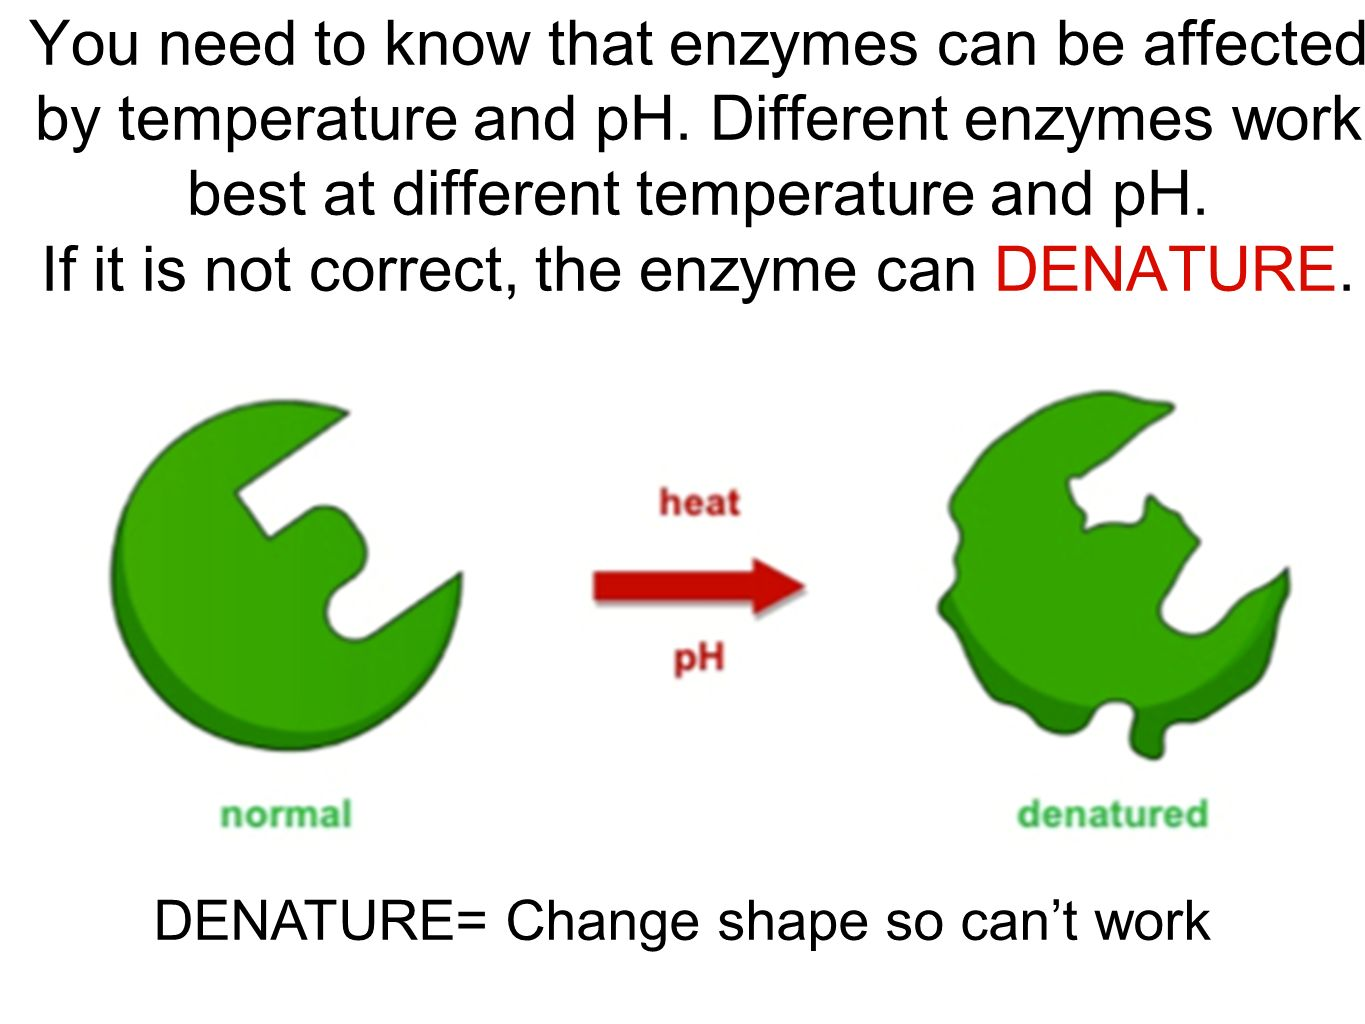 You need to know that enzymes can be affected
by temperature and pH. Different enzymes work
best at different temperature and pH.
If it is not correct, the enzyme can DENATURE.
heat
pH
normal
denatured
DENATURE= Change shape so can’t work